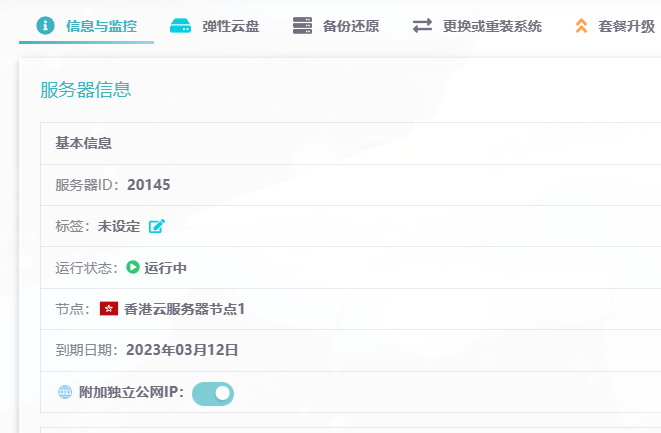 信息与监控 弹性云盘 备份还原 更换或重装系统 套餐升级
服务器信息
基本信息
服务器ID：20145
标签：未设定
运行状态：运行中
节点：香港云服务器节点1
到期日期：2023年03月12日
附加独立公网IP：